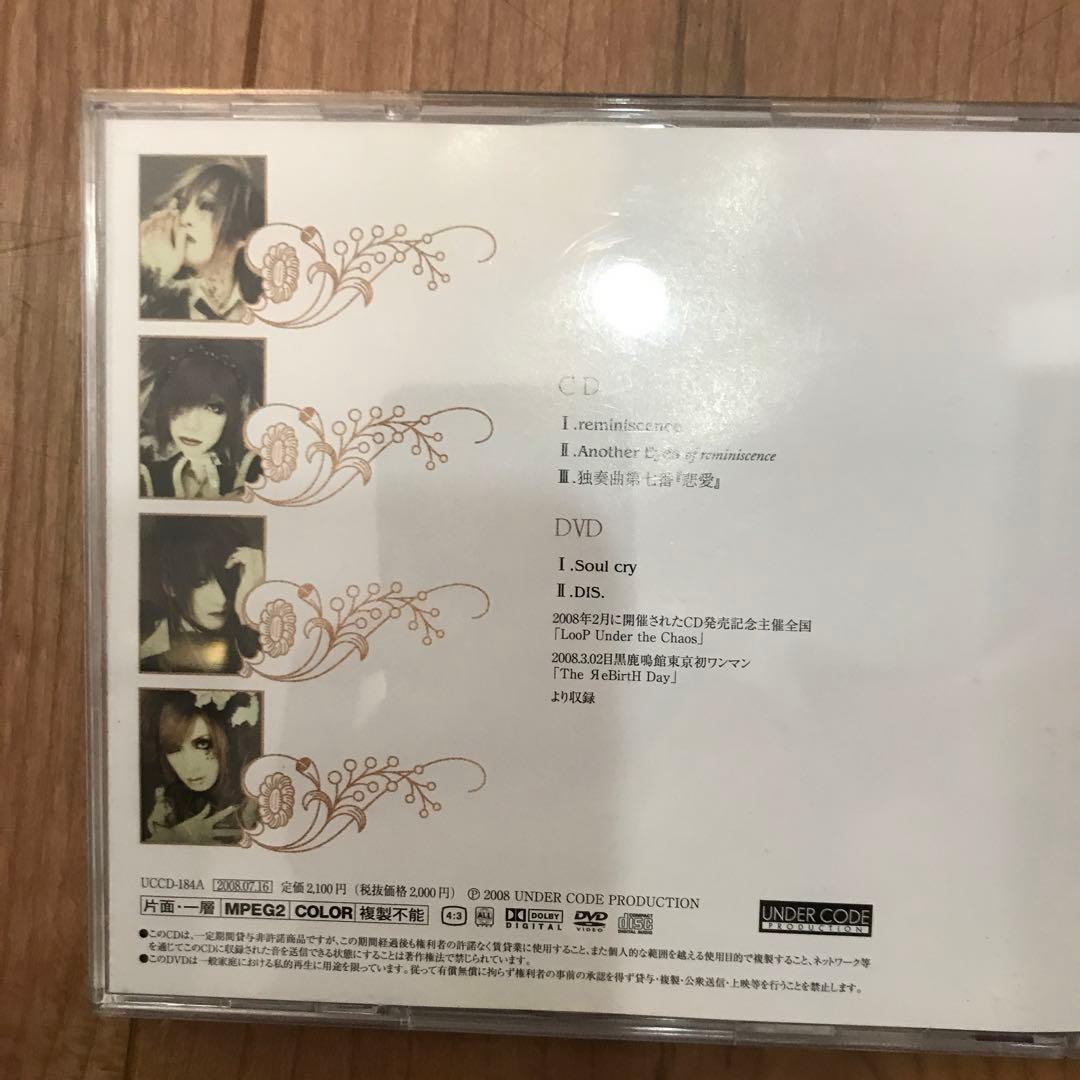 CD
Ⅰ.reminiscence
Ⅱ.Another Eyes of reminiscence
Ⅲ.独奏曲第七番『悲愛』
DVD
Ⅰ.Soul cry
Ⅱ.DIS.
2008年2月に開催されたCD発売記念主催全国
「LooP Under the Chaos」
2008.3.02目黒鹿鳴館東京初ワンマン
「The ЯeBirtH Day」
より収録
UCCD-184A 2008.07.16 定価2,100円（税抜価格2,000円） Ⓟ 2008 UNDER CODE PRODUCTION
片面・一層 MPEG2 COLOR 複製不能 4:3 ALL DOLBY DIGITAL DVD VIDEO COMPACT disc DIGITAL AUDIO
UNDER CODE
PRODUCTION
●このCDは、一定期間貸与非許諾商品ですが、この期間経過後も権利者の許諾なく賃貸業に使用すること、また個人的な範囲を越える使用目的で複製すること、ネットワーク等
を通じてこのCDに収録された音を送信できる状態にすることは著作権法で禁じられています。
●このDVDは一般家庭における私的再生に用途を限っています。従って有償無償に拘らず権利者の事前の承認を得ず貸与・複製・公衆送信・上映等を行うことを禁止します。